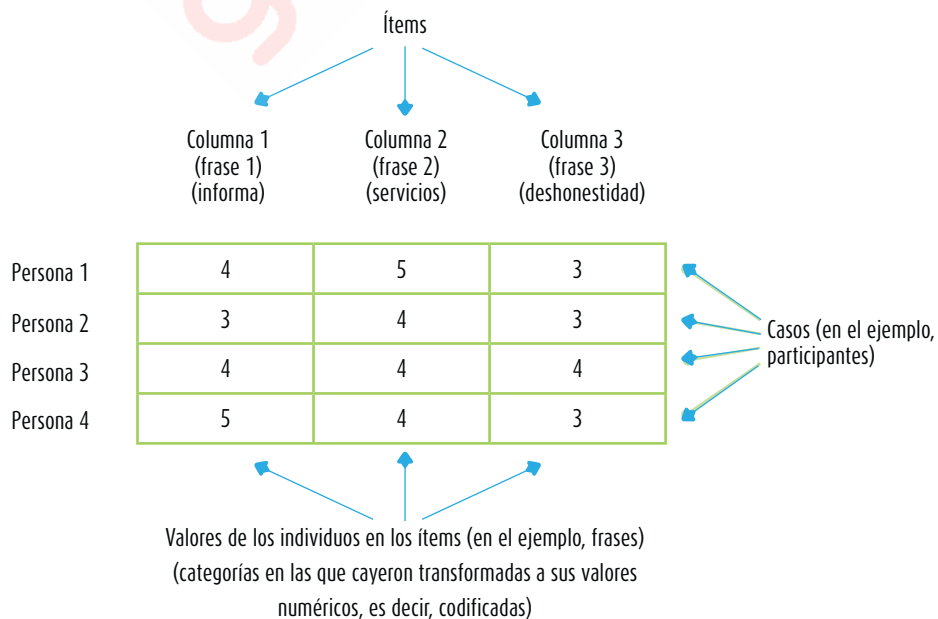 Ítems
Columna 1 Columna 2 Columna 3
(frase 1) (frase 2) (frase 3)
(informa) (servicios) (deshonestidad)
Persona 1 4 5 3
Persona 2 3 4 3
Persona 3 4 4 4
Persona 4 5 4 3
Casos (en el ejemplo,
participantes)
Valores de los individuos en los ítems (en el ejemplo, frases)
(categorías en las que cayeron transformadas a sus valores
numéricos, es decir, codificadas)